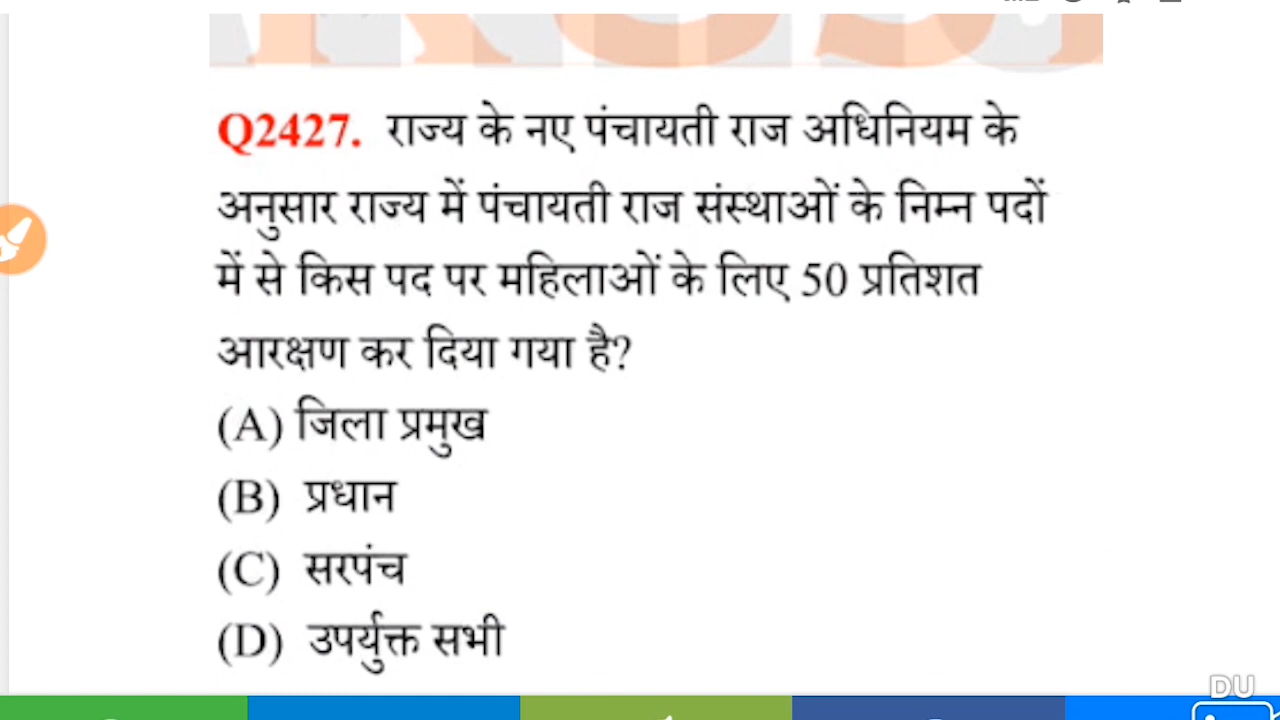 Q2427. राज्य के नए पंचायती राज अधिनियम के
अनुसार राज्य में पंचायती राज संस्थाओं के निम्न पदों
में से किस पद पर महिलाओं के लिए 50 प्रतिशत
आरक्षण कर दिया गया है?
(A) जिला प्रमुख
(B) प्रधान
(C) सरपंच
(D) उपर्युक्त सभी
DU